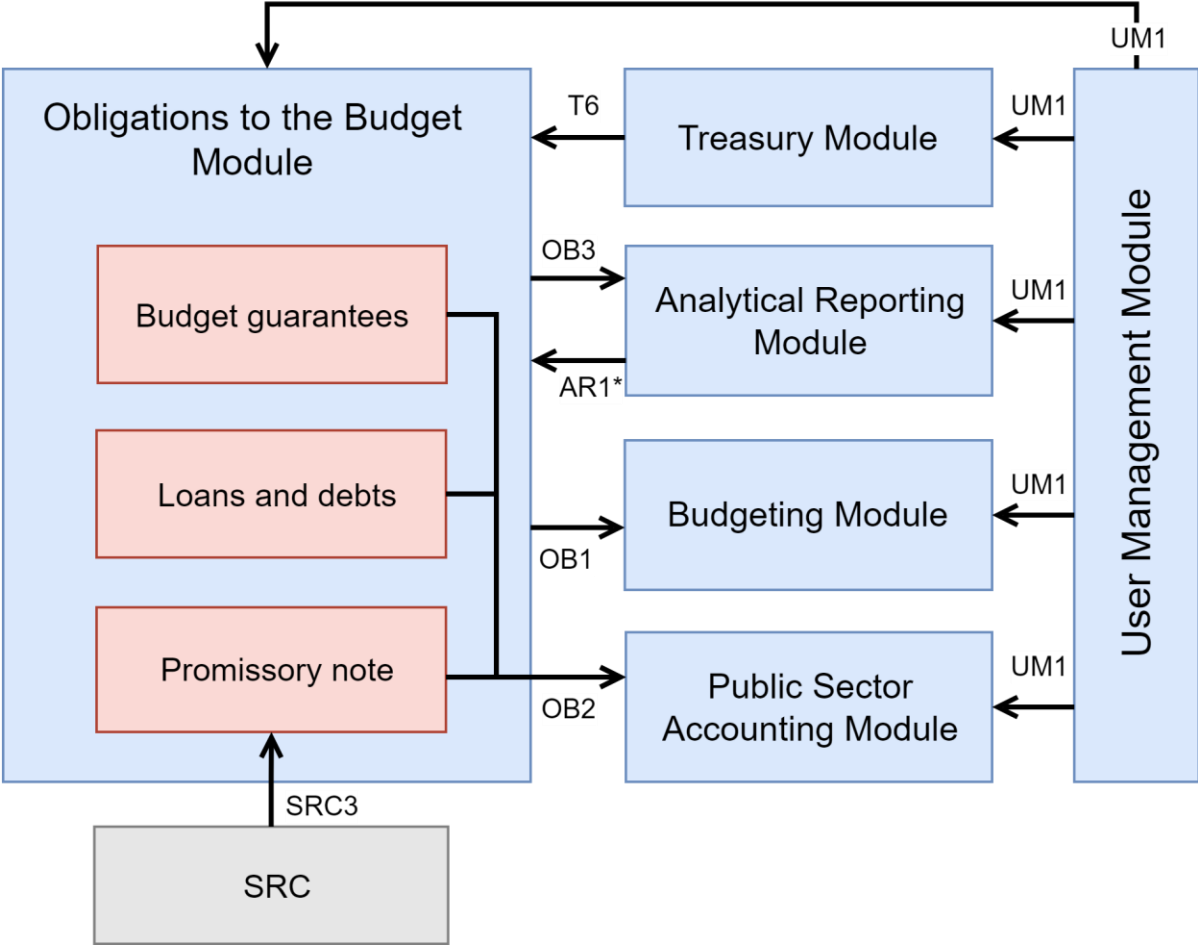 UM1
Obligations to the Budget
Module
T6
Treasury Module
UM1
OB3
Budget guarantees
Analytical Reporting
Module
UM1
AR1*
Loans and debts
Budgeting Module
UM1
OB1
Promissory note
Public Sector
Accounting Module
UM1
OB2
User Management Module
SRC3
SRC